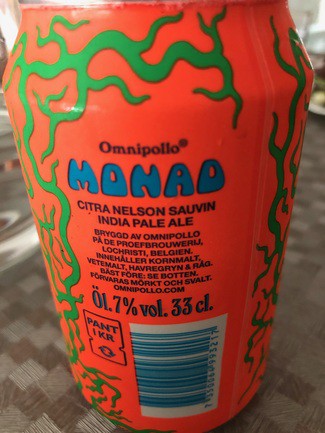 Omnipollo®
MONAD
CITRA NELSON SAUVIN
INDIA PALE ALE
BRYGGD AV OMNIPOLLO
PÅ DE PROEFBROUWERIJ,
LOCHRISTI, BELGIEN.
INNEHÅLLER KORNMALT,
VETEMALT, HAVREGRYN & RÅG.
BÄST FÖRE: SE BOTTEN.
FÖRVARAS MÖRKT OCH SVALT.
OMNIPOLLO.COM
ÖL. 7% vol. 33 cl.
PANT
1 KR